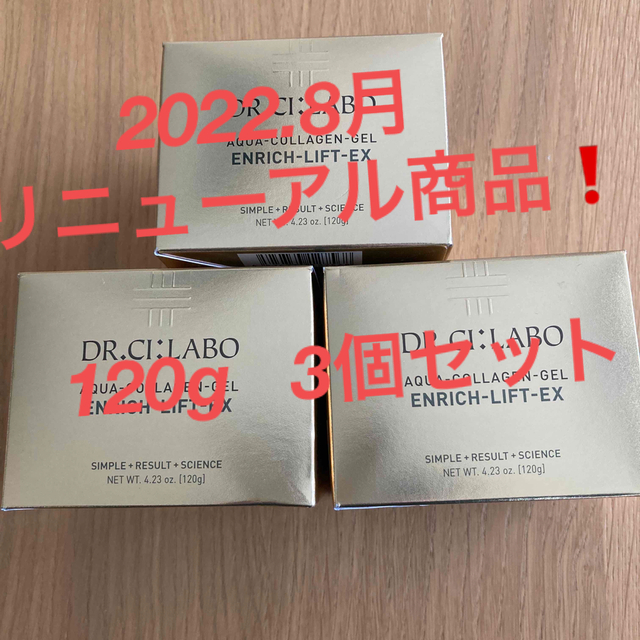 DR.CI:LABO
AQUA-COLLAGEN-GEL
ENRICH-LIFT-EX
SIMPLE+RESULT+SCIENCE
NET WT. 4.23 oz. [120g]
2022.8月
リニューアル商品❗
DR.CI:LABO
AQUA-COLLAGEN-GEL
ENRICH-LIFT-EX
SIMPLE+RESULT+SCIENCE
NET WT. 4.23 oz. [120g]
DR.CI:LABO
AQUA-COLLAGEN-GEL
ENRICH-LIFT-EX
SIMPLE+RESULT+SCIENCE
NET WT. 4.23 oz. [120g]
120g 3個セット